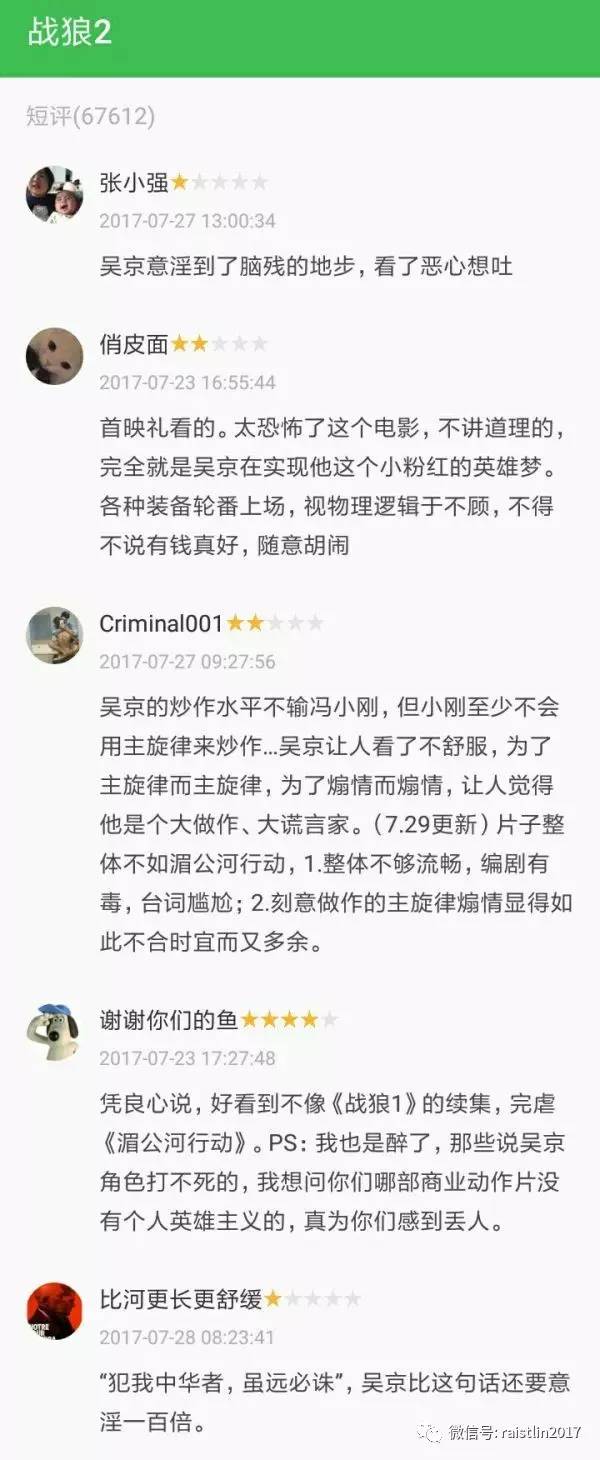 战狼2
短评(67612)
张小强
2017-07-27 13:00:34
吴京意淫到了脑残的地步，看了恶心想吐
俏皮面
2017-07-23 16:55:44
首映礼看的。太恐怖了这个电影，不讲道理的，
完全就是吴京在实现他这个小粉红的英雄梦。
各种装备轮番上场，视物理逻辑于不顾，不得
不说有钱真好，随意胡闹
Criminal001
2017-07-27 09:27:56
吴京的炒作水平不输冯小刚，但小刚至少不会
用主旋律来炒作…吴京让人看了不舒服，为了
主旋律而主旋律，为了煽情而煽情，让人觉得
他是个大做作、大谎言家。（7.29更新）片子整
体不如湄公河行动，1.整体不够流畅，编剧有
毒，台词尴尬；2.刻意做作的主旋律煽情显得如
此不合时宜而又多余。
谢谢你们的鱼
2017-07-23 17:27:48
凭良心说，好看到不像《战狼1》的续集，完虐
《湄公河行动》。PS：我也是醉了，那些说吴京
角色打不死的，我想问你们哪部商业动作片没
有个人英雄主义的，真为你们感到丢人。
比河更长更舒缓
2017-07-28 08:23:41
“犯我中华者，虽远必诛”，吴京比这句话还要意
淫一百倍。
微信号: raistlin2017